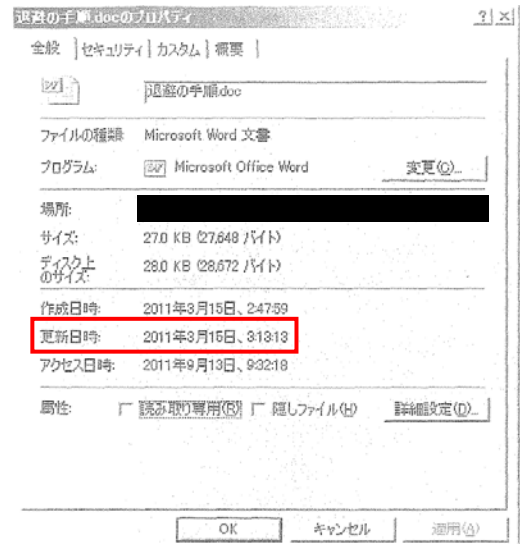 退避の手順.docのプロパティ ? ×
全般 セキュリティ カスタム 概要
退避の手順.doc
ファイルの種類: Microsoft Word 文書
プログラム: Microsoft Office Word 変更(C)...
場所:
サイズ: 27.0 KB (27,648 バイト)
ディスク上
のサイズ: 28.0 KB (28,672 バイト)
作成日時: 2011年3月15日、2:47:59
更新日時: 2011年3月15日、3:13:13
アクセス日時: 2011年9月13日、9:32:18
属性: 読み取り専用(R) 隠しファイル(H) 詳細設定(D)...
OK キャンセル 適用(A)